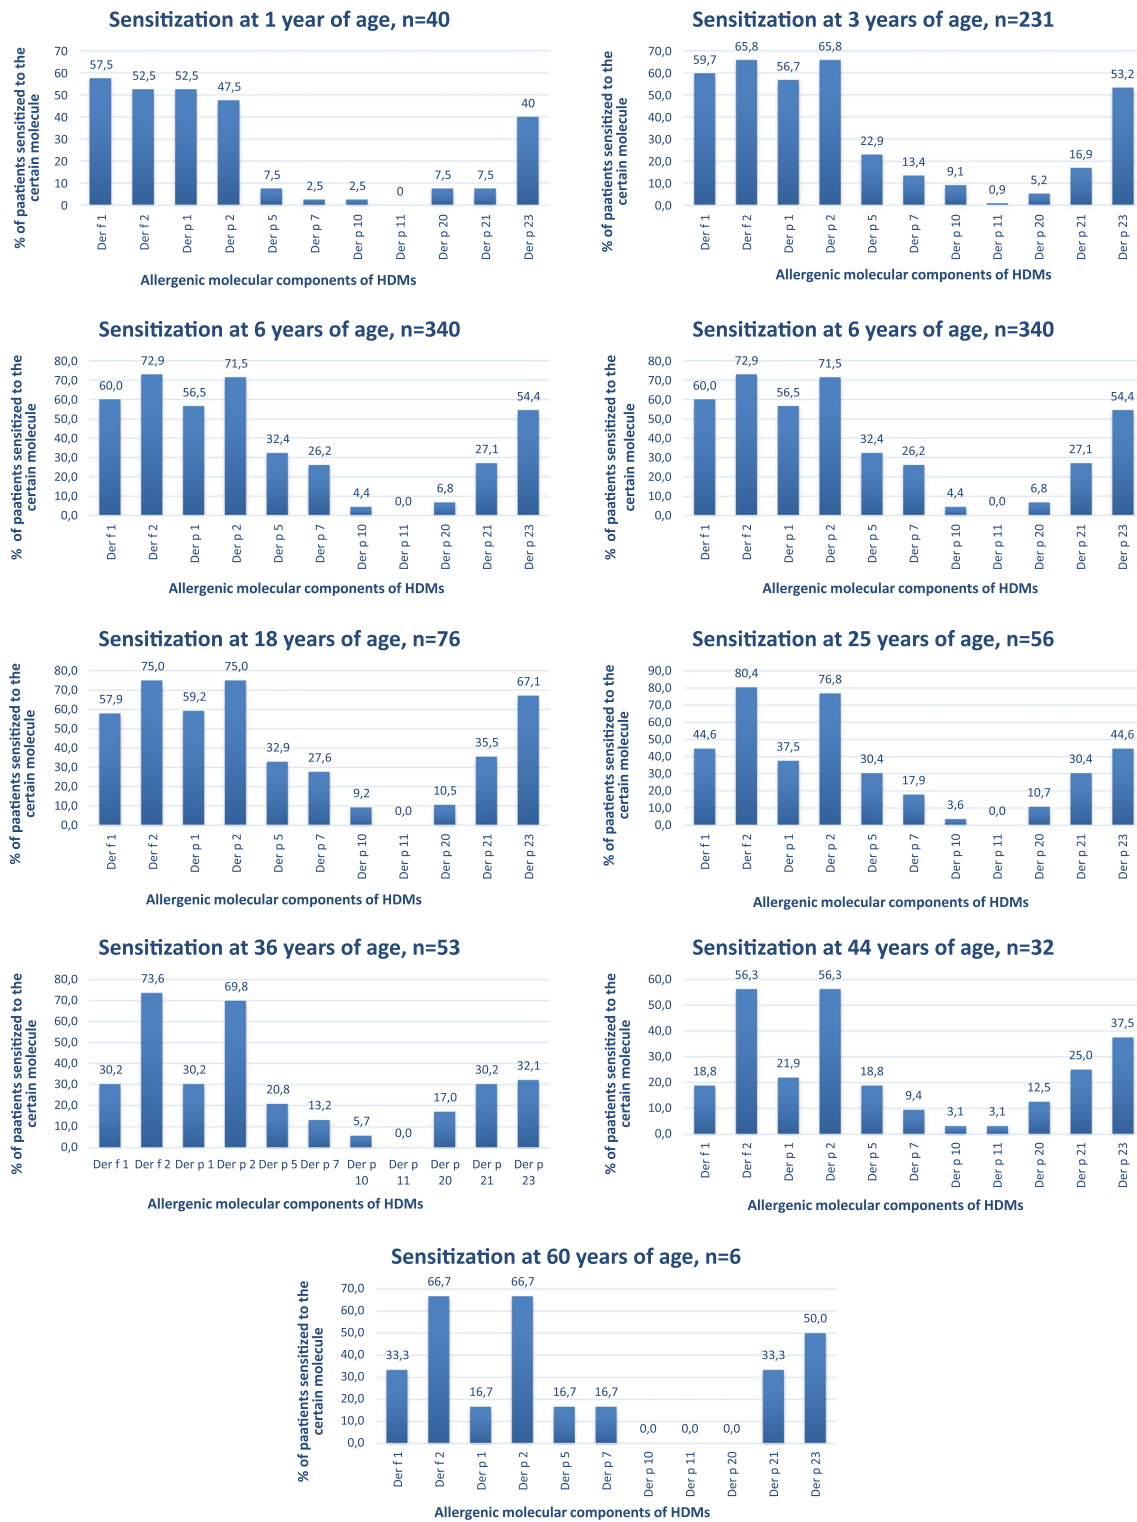 Sensitization at 1 year of age, n=40
% of paatients sensitized to the
certain molecule
70
60
50
40
30
20
10
0
57,5
52,5
52,5
47,5
7,5
2,5
2,5
0
7,5
7,5
40
Der f 1
Der f 2
Der p 1
Der p 2
Der p 5
Der p 7
Der p 10
Der p 11
Der p 20
Der p 21
Der p 23
Allergenic molecular components of HDMs
Sensitization at 3 years of age, n=231
% of paatients sensitized to the
certain molecule
70,0
60,0
50,0
40,0
30,0
20,0
10,0
0,0
59,7
65,8
56,7
65,8
22,9
13,4
9,1
0,9
5,2
16,9
53,2
Der f 1
Der f 2
Der p 1
Der p 2
Der p 5
Der p 7
Der p 10
Der p 11
Der p 20
Der p 21
Der p 23
Allergenic molecular components of HDMs
Sensitization at 6 years of age, n=340
% of paatients sensitized to the
certain molecule
80,0
70,0
60,0
50,0
40,0
30,0
20,0
10,0
0,0
60,0
72,9
56,5
71,5
32,4
26,2
4,4
0,0
6,8
27,1
54,4
Der f 1
Der f 2
Der p 1
Der p 2
Der p 5
Der p 7
Der p 10
Der p 11
Der p 20
Der p 21
Der p 23
Allergenic molecular components of HDMs
Sensitization at 6 years of age, n=340
% of paatients sensitized to the
certain molecule
80,0
70,0
60,0
50,0
40,0
30,0
20,0
10,0
0,0
60,0
72,9
56,5
71,5
32,4
26,2
4,4
0,0
6,8
27,1
54,4
Der f 1
Der f 2
Der p 1
Der p 2
Der p 5
Der p 7
Der p 10
Der p 11
Der p 20
Der p 21
Der p 23
Allergenic molecular components of HDMs
Sensitization at 18 years of age, n=76
% of paatients sensitized to the
certain molecule
80,0
70,0
60,0
50,0
40,0
30,0
20,0
10,0
0,0
57,9
75,0
59,2
75,0
32,9
27,6
9,2
0,0
10,5
35,5
67,1
Der f 1
Der f 2
Der p 1
Der p 2
Der p 5
Der p 7
Der p 10
Der p 11
Der p 20
Der p 21
Der p 23
Allergenic molecular components of HDMs
Sensitization at 25 years of age, n=56
% of paatients sensitized to the
certain molecule
90,0
80,0
70,0
60,0
50,0
40,0
30,0
20,0
10,0
0,0
44,6
80,4
37,5
76,8
30,4
17,9
3,6
0,0
10,7
30,4
44,6
Der f 1
Der f 2
Der p 1
Der p 2
Der p 5
Der p 7
Der p 10
Der p 11
Der p 20
Der p 21
Der p 23
Allergenic molecular components of HDMs
Sensitization at 36 years of age, n=53
% of paatients sensitized to the
certain molecule
80,0
70,0
60,0
50,0
40,0
30,0
20,0
10,0
0,0
30,2
73,6
30,2
69,8
20,8
13,2
5,7
0,0
17,0
30,2
32,1
Der f 1 Der f 2 Der p 1 Der p 2 Der p 5 Der p 7 Der p Der p Der p Der p Der p
10 11 20 21 23
Allergenic molecular components of HDMs
Sensitization at 44 years of age, n=32
% of paatients sensitized to the
certain molecule
60,0
50,0
40,0
30,0
20,0
10,0
0,0
18,8
56,3
21,9
56,3
18,8
9,4
3,1
3,1
12,5
25,0
37,5
Der f 1
Der f 2
Der p 1
Der p 2
Der p 5
Der p 7
Der p 10
Der p 11
Der p 20
Der p 21
Der p 23
Allergenic molecular components of HDMs
Sensitization at 60 years of age, n=6
% of paatients sensitized to the
certain molecule
70,0
60,0
50,0
40,0
30,0
20,0
10,0
0,0
33,3
66,7
16,7
66,7
16,7
16,7
0,0
0,0
0,0
33,3
50,0
Der f 1
Der f 2
Der p 1
Der p 2
Der p 5
Der p 7
Der p 10
Der p 11
Der p 20
Der p 21
Der p 23
Allergenic molecular components of HDMs